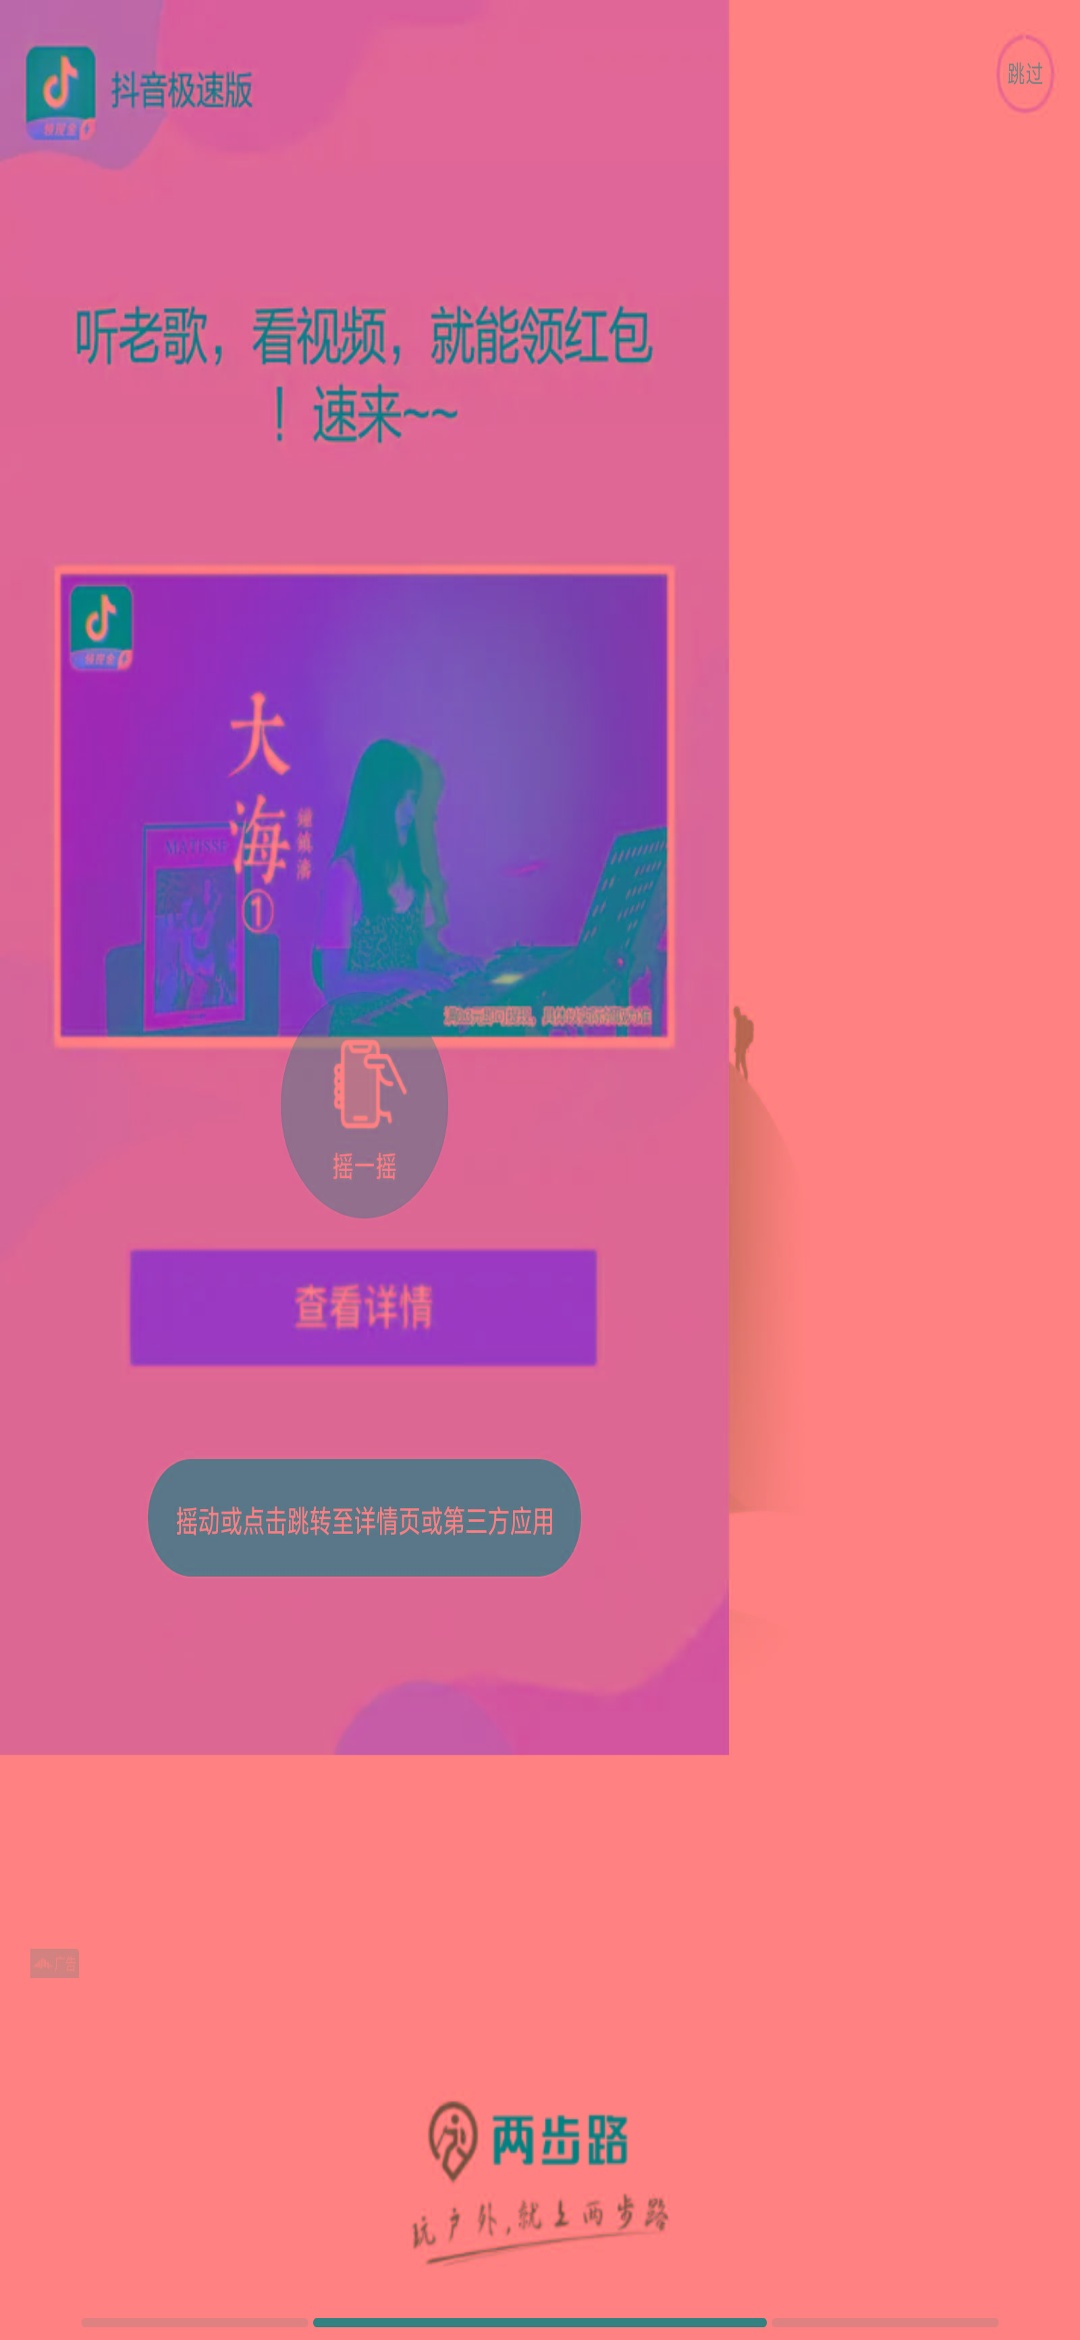 抖音极速版
跳过
听老歌，看视频，就能领红包
！速来~~
MATISSE
大海①
摇一摇
查看详情
摇动或点击跳转至详情页或第三方应用
广告
两步路
玩户外,就上两步路